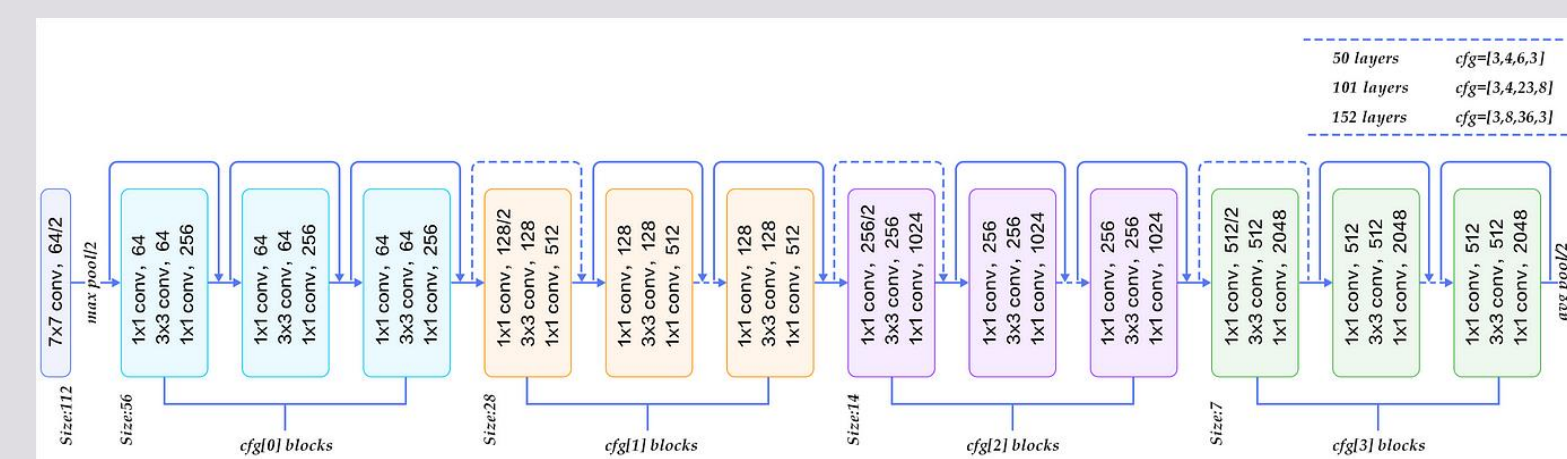 50 layers cfg=[3,4,6,3]
101 layers cfg=[3,4,23,8]
152 layers cfg=[3,8,36,3]
7x7 conv, 64/2
max pool/2
1x1 conv, 64
3x3 conv, 64
1x1 conv, 256
1x1 conv, 64
3x3 conv, 64
1x1 conv, 256
1x1 conv, 64
3x3 conv, 64
1x1 conv, 256
1x1 conv, 128/2
3x3 conv, 128
1x1 conv, 512
1x1 conv, 128
3x3 conv, 128
1x1 conv, 512
1x1 conv, 128
3x3 conv, 128
1x1 conv, 512
1x1 conv, 256/2
3x3 conv, 256
1x1 conv, 1024
1x1 conv, 256
3x3 conv, 256
1x1 conv, 1024
1x1 conv, 256
3x3 conv, 256
1x1 conv, 1024
1x1 conv, 512/2
3x3 conv, 512
1x1 conv, 2048
1x1 conv, 512
3x3 conv, 512
1x1 conv, 2048
1x1 conv, 512
3x3 conv, 512
1x1 conv, 2048
avg pool/2
Size:112
Size:56
cfg[0] blocks
Size:28
cfg[1] blocks
Size:14
cfg[2] blocks
Size:7
cfg[3] blocks